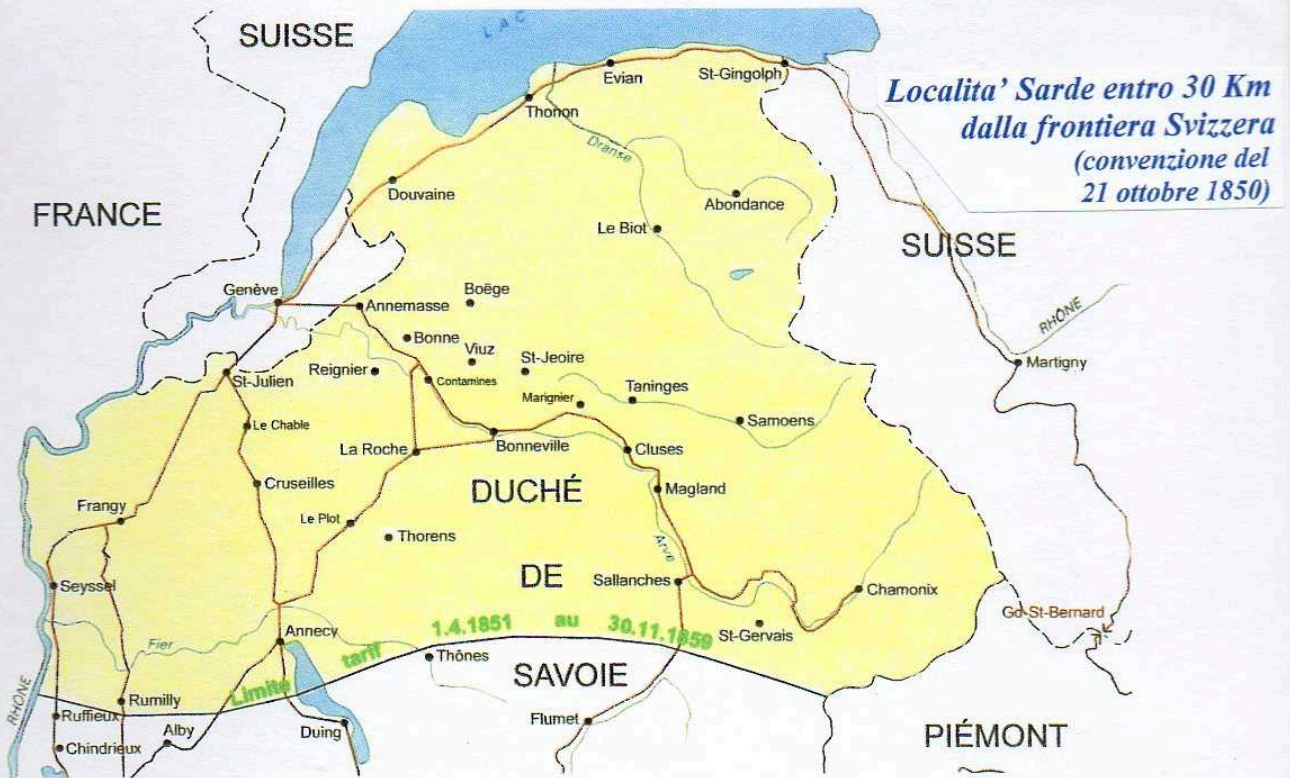 SUISSE
LAC
Evian
St-Gingolph
Localita' Sarde entro 30 Km
dalla frontiera Svizzera
(convenzione del
21 ottobre 1850)
Thonon
Dranse
Douvaine
Abondance
FRANCE
Le Biot
SUISSE
Genève
Annemasse
Boëge
RHÔNE
Bonne
Viuz
St-Jeoire
Martigny
St-Julien
Reignier
Contamines
Taninges
Marignier
Samoens
Le Chable
La Roche
Bonneville
Cluses
Cruseilles
DUCHÉ
Magland
Frangy
Le Plot
Thorens
Arve
DE
Seyssel
Sallanches
Chamonix
Gd-St-Bernard
Annecy
Limite tarif 1.4.1851 au 30.11.1859
St-Gervais
Fier
Thônes
SAVOIE
RHÔNE
Rumilly
Ruffieux
Alby
Duing
Flumet
PIÉMONT
Chindrieux